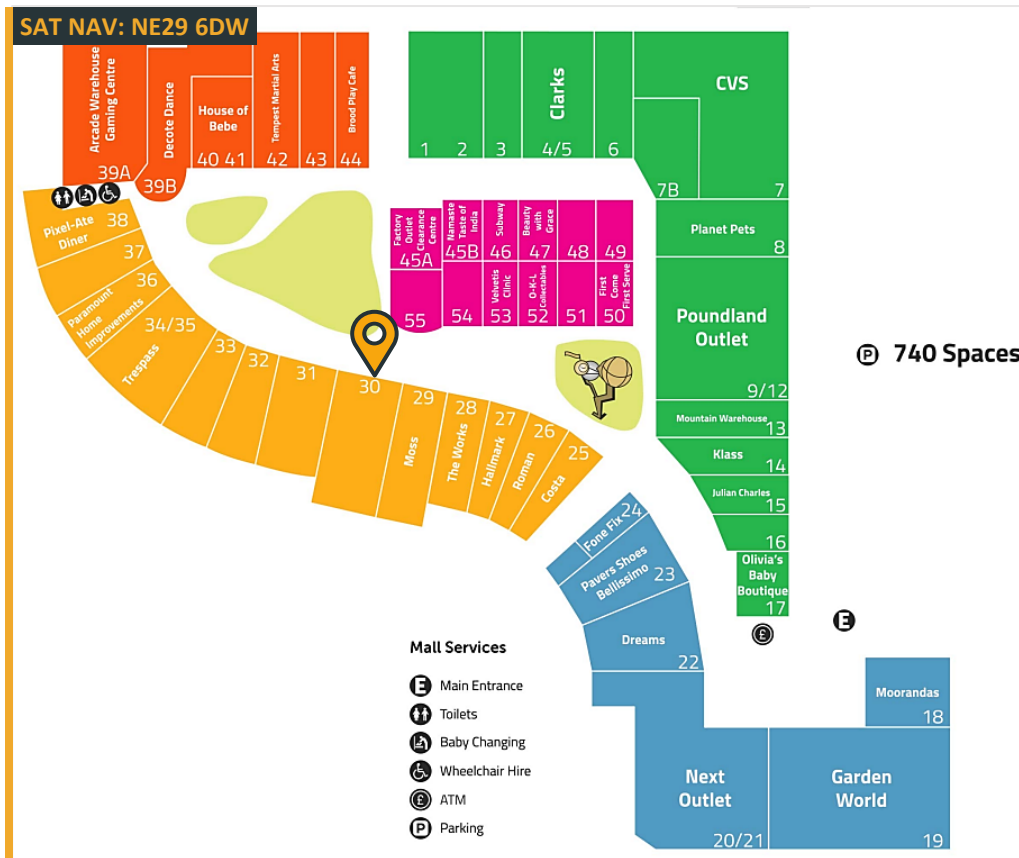 SAT NAV: NE29 6DW
Arcade Warehouse
Gaming Centre
39A
Decote Dance
39B
House of
Bebe
40 41
Tempest Martial Arts
42
43
Brood Play Cafe
44
1
2
3
Clarks
4/5
6
7B
CVS
7
Planet Pets
8
Poundland
Outlet
9/12
Mountain Warehouse
13
Klass
14
Julian Charles
15
16
Olivia's
Baby
Boutique
17
P 740 Spaces
Factory
Outlet
Clearance
Centre
45A
Namaste
Taste of
India
45B
Subway
46
Beauty
with
Grace
47
48
49
55
54
Velvetis
Clinic
53
O-K-L
Collectables
52
51
First
Come
First Serve
50
Pixel-Ate
Diner
38
37
36
Paramount
Home
Improvements
34/35
Trespass
33
32
31
30
29
Moss
28
The Works
27
Hallmark
26
Roman
25
Costa
24
Fone Fix
Pavers Shoes
Bellissimo
23
Dreams
22
£
E
Moorandas
18
Next
Outlet
20/21
Garden
World
19
Mall Services
E Main Entrance
Toilets
Baby Changing
Wheelchair Hire
£ ATM
P Parking